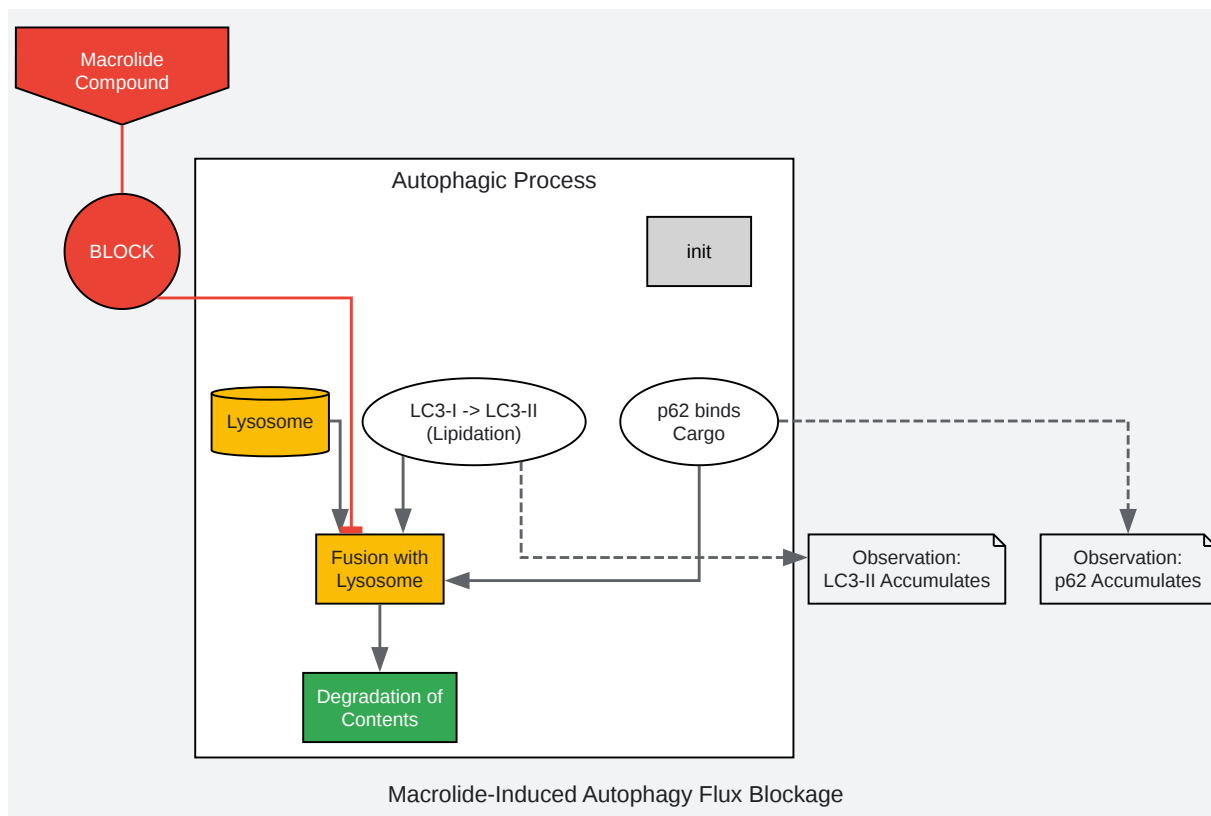 Macrolide
Compound
BLOCK
Autophagic Process
init
Lysosome
LC3-I -> LC3-II
(Lipidation)
p62 binds
Cargo
Fusion with
Lysosome
Observation:
LC3-II Accumulates
Observation:
p62 Accumulates
Degradation of
Contents
Macrolide-Induced Autophagy Flux Blockage